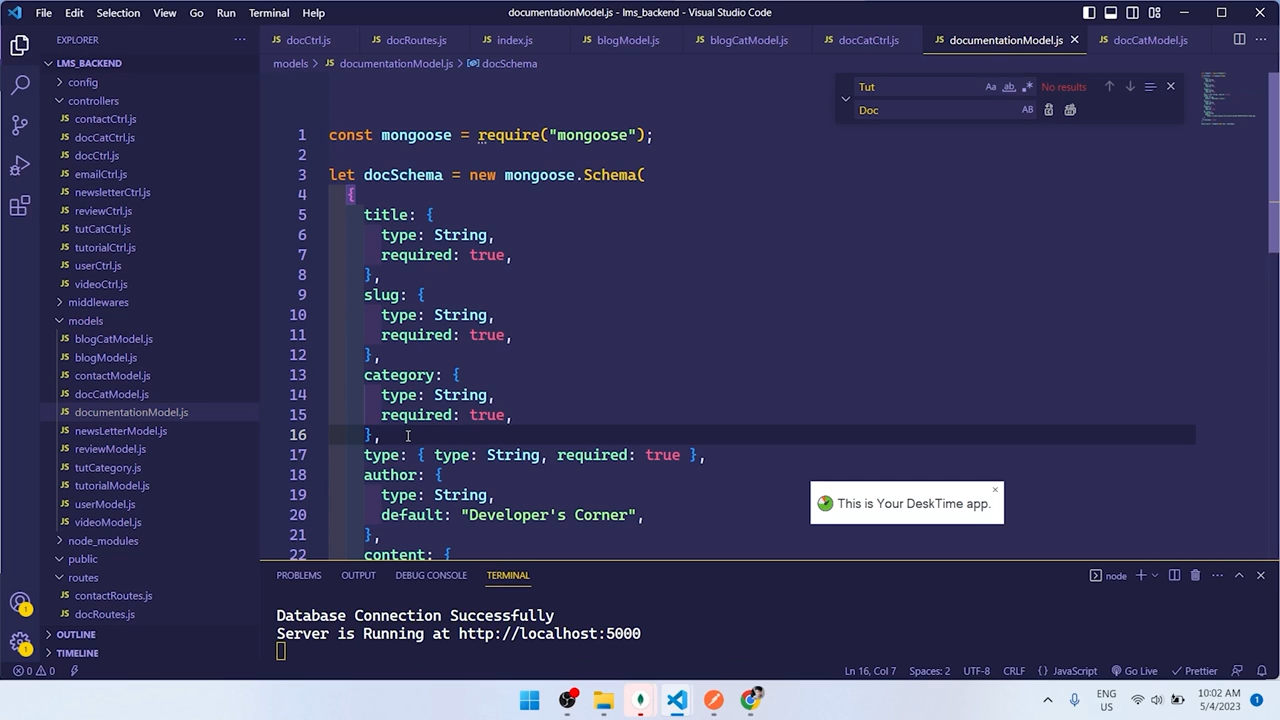 File Edit Selection View Go Run Terminal Help
documentationModel.js - lms_backend - Visual Studio Code
EXPLORER
docCtrl.js docRoutes.js index.js blogModel.js blogCatModel.js docCatCtrl.js documentationModel.js docCatModel.js
models > documentationModel.js > docSchema
LMS_BACKEND
config
controllers
contactCtrl.js
docCatCtrl.js
docCtrl.js
emailCtrl.js
newsletterCtrl.js
reviewCtrl.js
tutCatCtrl.js
tutorialCtrl.js
userCtrl.js
videoCtrl.js
middlewares
models
blogCatModel.js
blogModel.js
contactModel.js
docCatModel.js
documentationModel.js
newsLetterModel.js
reviewModel.js
tutCategory.js
tutorialModel.js
userModel.js
videoModel.js
node_modules
public
routes
contactRoutes.js
docRoutes.js
OUTLINE
TIMELINE
Tut Aa ab No results
Doc AB
1 const mongoose = require("mongoose");
2
3 let docSchema = new mongoose.Schema(
4 {
5 title: {
6 type: String,
7 required: true,
8 },
9 slug: {
10 type: String,
11 required: true,
12 },
13 category: {
14 type: String,
15 required: true,
16 },
17 type: { type: String, required: true },
18 author: {
19 type: String,
20 default: "Developer's Corner",
21 },
22 content: {
This is Your DeskTime app.
PROBLEMS OUTPUT DEBUG CONSOLE TERMINAL
node
Database Connection Successfully
Server is Running at http://localhost:5000
0 0
Ln 16, Col 7 Spaces: 2 UTF-8 CRLF {} JavaScript Go Live Prettier
ENG
US
10:02 AM
5/4/2023
1